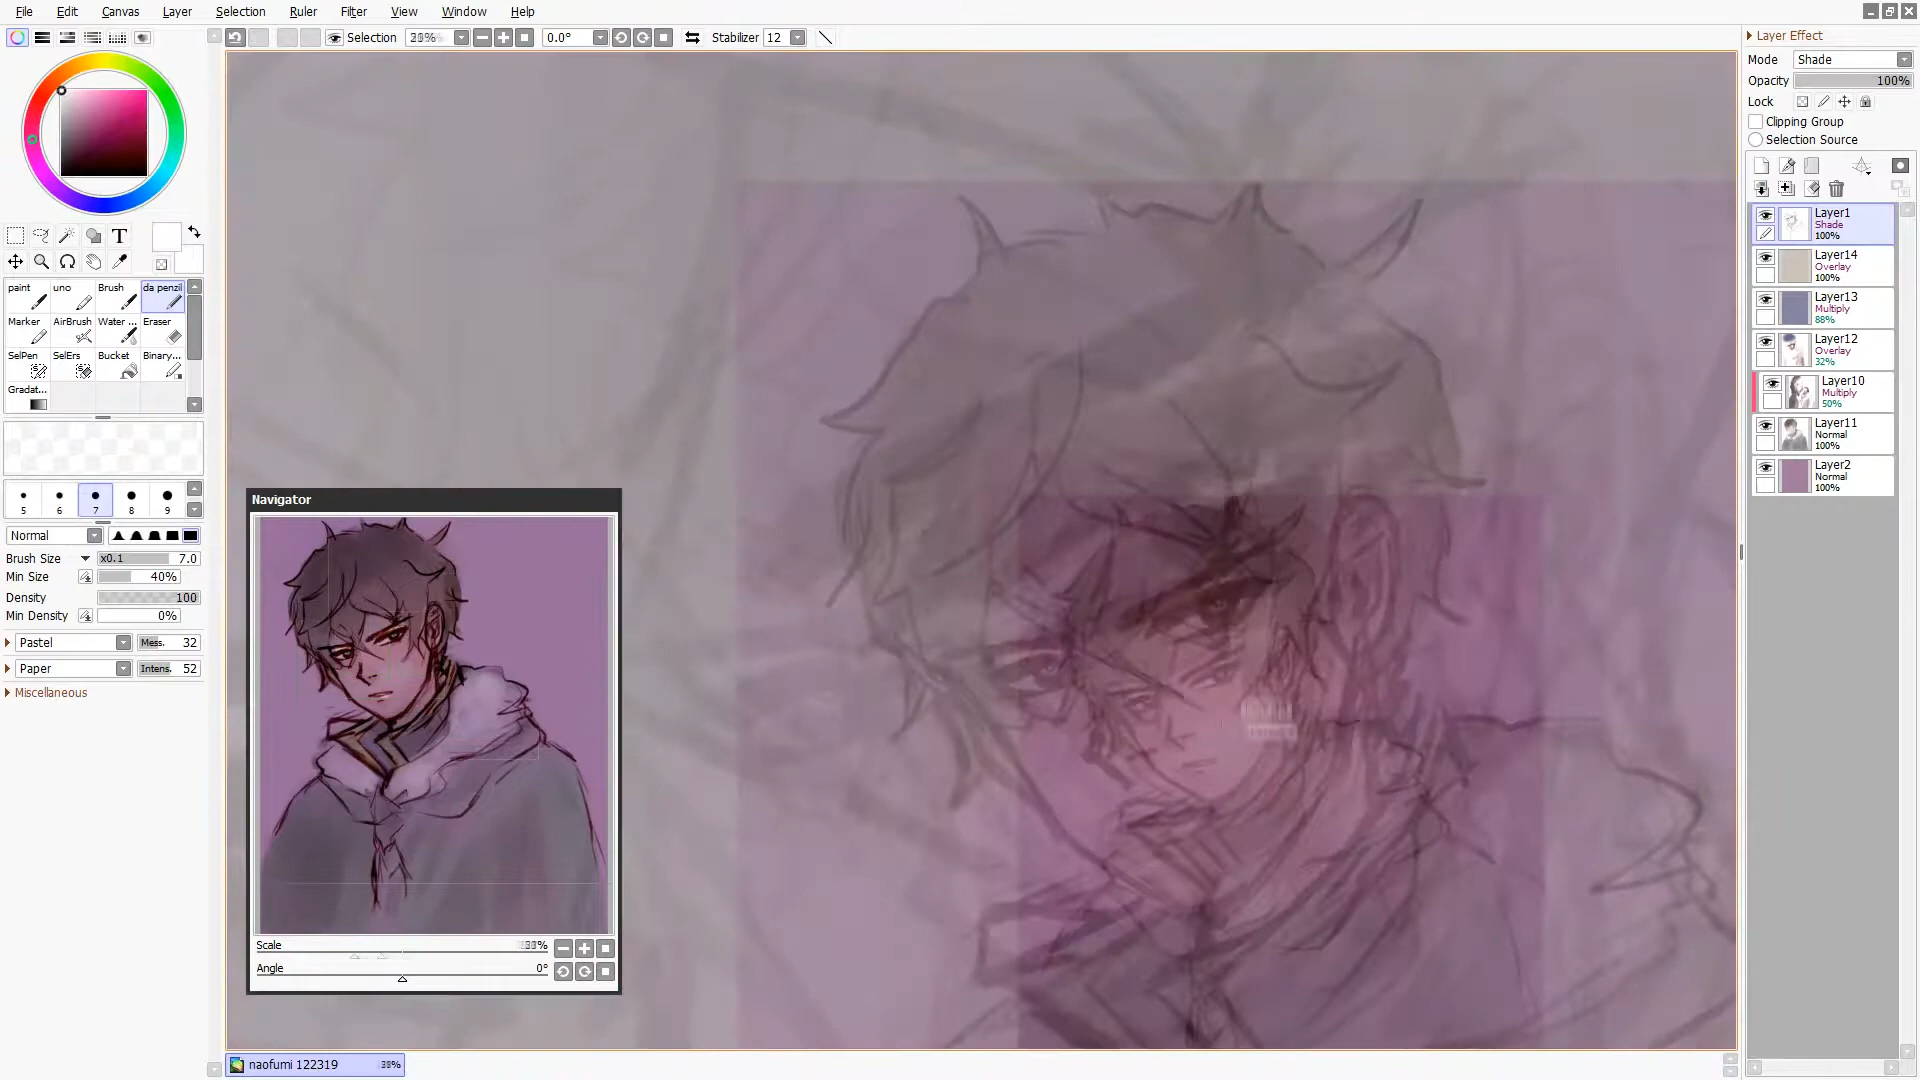 File Edit Canvas Layer Selection Ruler Filter View Window Help
Selection 0.0° Stabilizer 12
Layer Effect
Mode Shade
Opacity 100%
Lock
Clipping Group
Selection Source
T
paint uno Brush da penzil
Marker AirBrush Water ... Eraser
SelPen SelErs Bucket Binary...
Gradat...
5 6 7 8 9
Normal
Brush Size x0.1 7.0
Min Size 40%
Density 100
Min Density 0%
Pastel Mess. 32
Paper Intens. 52
Miscellaneous
Navigator
Scale
Angle 0°
Layer1
Shade
100%
Layer14
Overlay
100%
Layer13
Multiply
88%
Layer12
Overlay
32%
Layer10
Multiply
50%
Layer11
Normal
100%
Layer2
Normal
100%
naofumi 122319